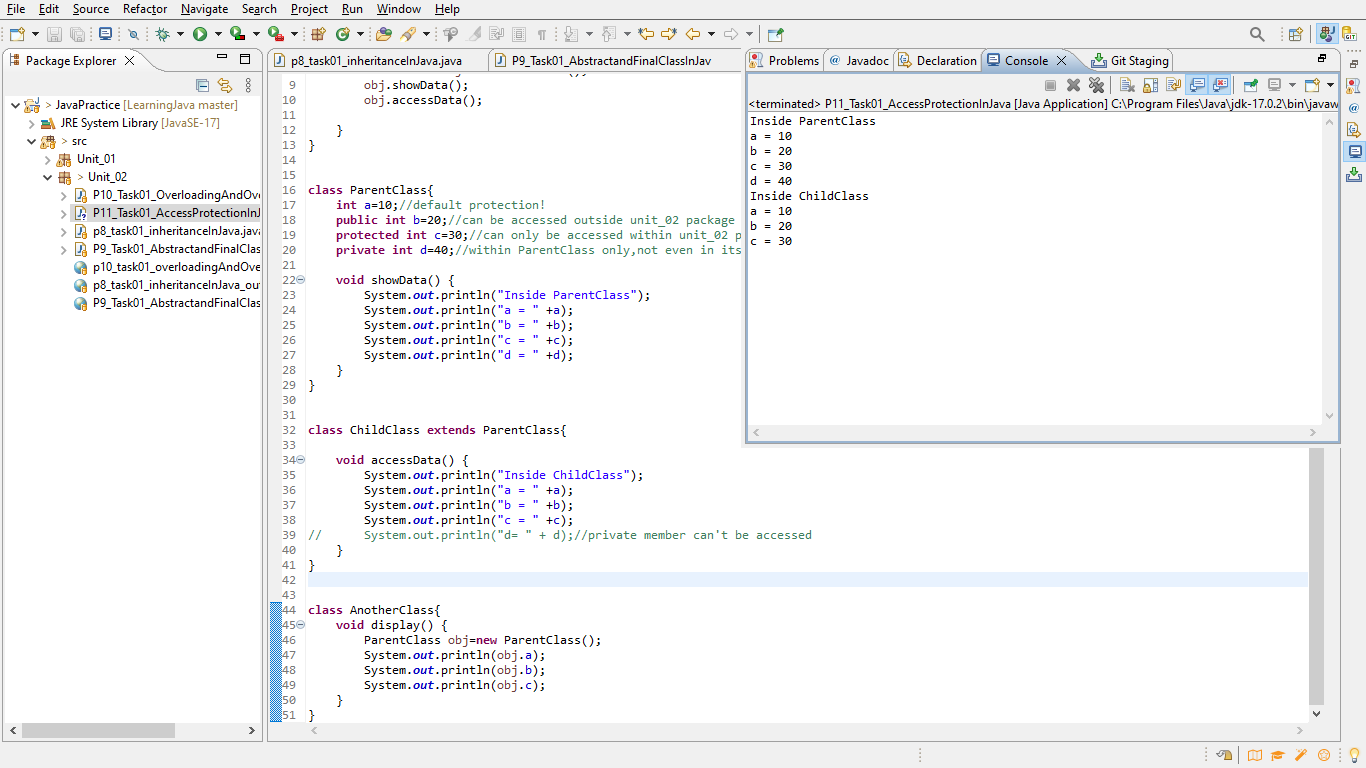 File Edit Source Refactor Navigate Search Project Run Window Help
Package Explorer
JavaPractice [LearningJava master]
JRE System Library [JavaSE-17]
src
Unit_01
Unit_02
P10_Task01_OverloadingAndOve
P11_Task01_AccessProtectionInJ
p8_task01_inheritanceInJava.java
P9_Task01_AbstractandFinalClas
p10_task01_overloadingAndOve
p8_task01_inheritanceInJava_ou
P9_Task01_AbstractandFinalClas
p8_task01_inheritanceInJava.java P9_Task01_AbstractandFinalClassInJav
9 obj.showData();
10 obj.accessData();
11
12 }
13 }
14
15
16 class ParentClass{
17 int a=10;//default protection!
18 public int b=20;//can be accessed outside unit_02 package
19 protected int c=30;//can only be accessed within unit_02 p
20 private int d=40;//within ParentClass only,not even in its
21
22 void showData() {
23 System.out.println("Inside ParentClass");
24 System.out.println("a = " +a);
25 System.out.println("b = " +b);
26 System.out.println("c = " +c);
27 System.out.println("d = " +d);
28 }
29 }
30
31
32 class ChildClass extends ParentClass{
33
34 void accessData() {
35 System.out.println("Inside ChildClass");
36 System.out.println("a = " +a);
37 System.out.println("b = " +b);
38 System.out.println("c = " +c);
39 // System.out.println("d= " + d);//private member can't be accessed
40 }
41 }
42
43
44 class AnotherClass{
45 void display() {
46 ParentClass obj=new ParentClass();
47 System.out.println(obj.a);
48 System.out.println(obj.b);
49 System.out.println(obj.c);
50 }
51 }
Problems @ Javadoc Declaration Console Git Staging
<terminated> P11_Task01_AccessProtectionInJava [Java Application] C:\Program Files\Java\jdk-17.0.2\bin\javaw
Inside ParentClass
a = 10
b = 20
c = 30
d = 40
Inside ChildClass
a = 10
b = 20
c = 30